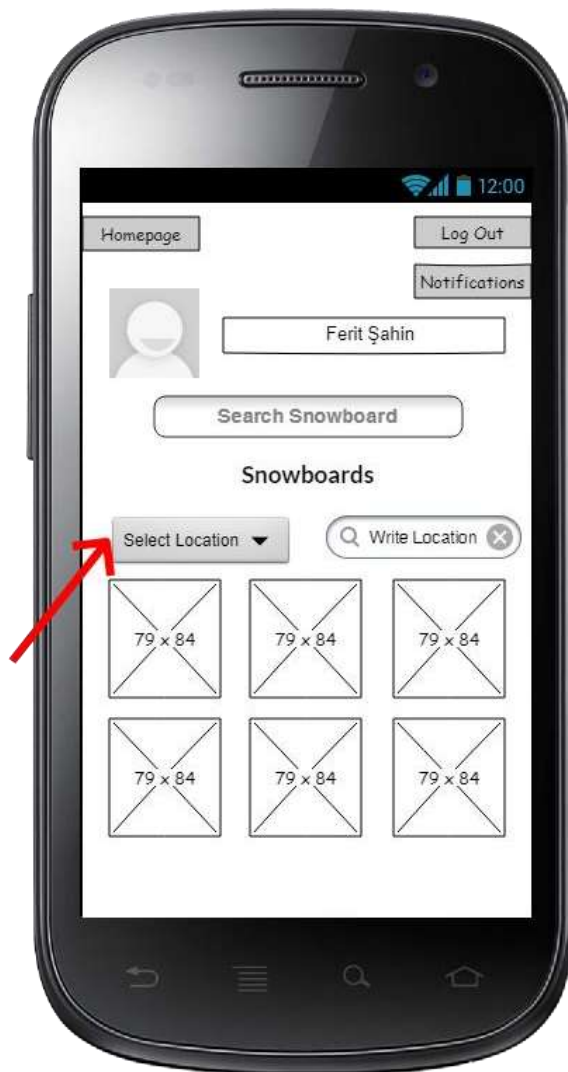 12:00
Homepage
Log Out
Notifications
Ferit Şahin
Search Snowboard
Snowboards
Select Location
Write Location
79 x 84
79 x 84
79 x 84
79 x 84
79 x 84
79 x 84